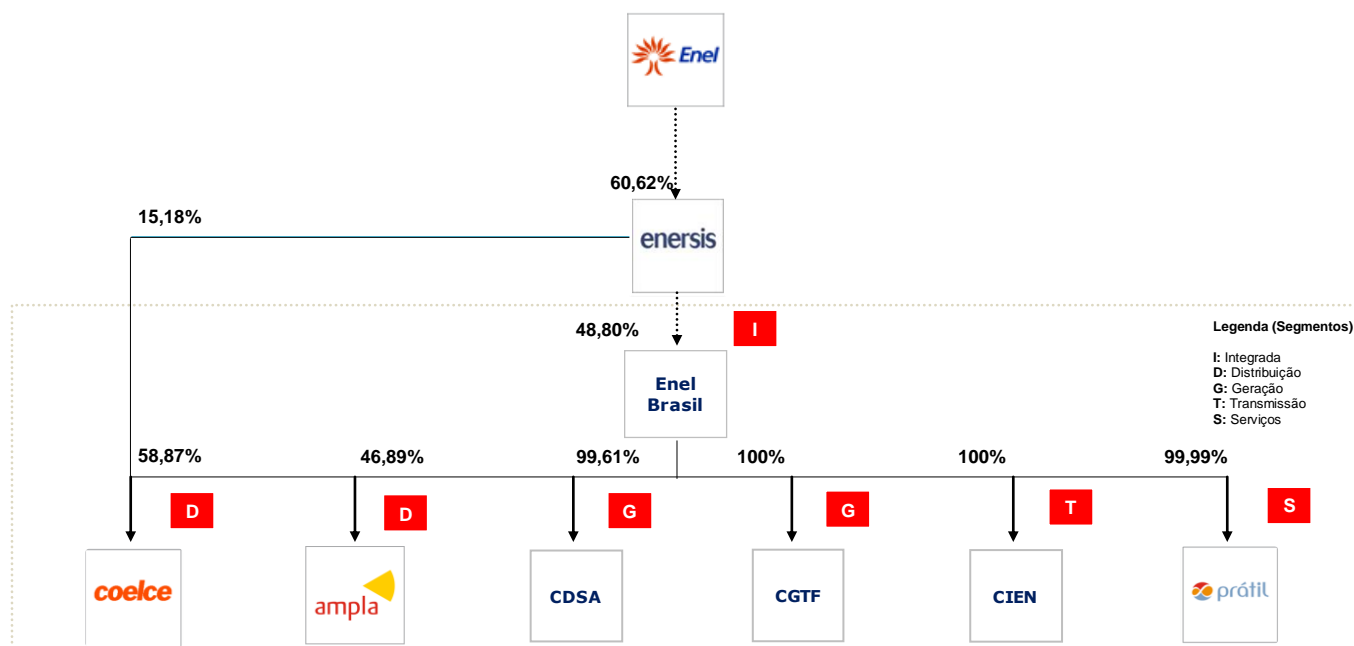 Enel
60,62%
15,18%
enersis
48,80%
I
Legenda (Segmentos)
I: Integrada
D: Distribuição
G: Geração
T: Transmissão
S: Serviços
Enel
Brasil
58,87%
46,89%
99,61%
100%
100%
99,99%
D
D
G
G
T
S
coelce
ampla
CDSA
CGTF
CIEN
prátil